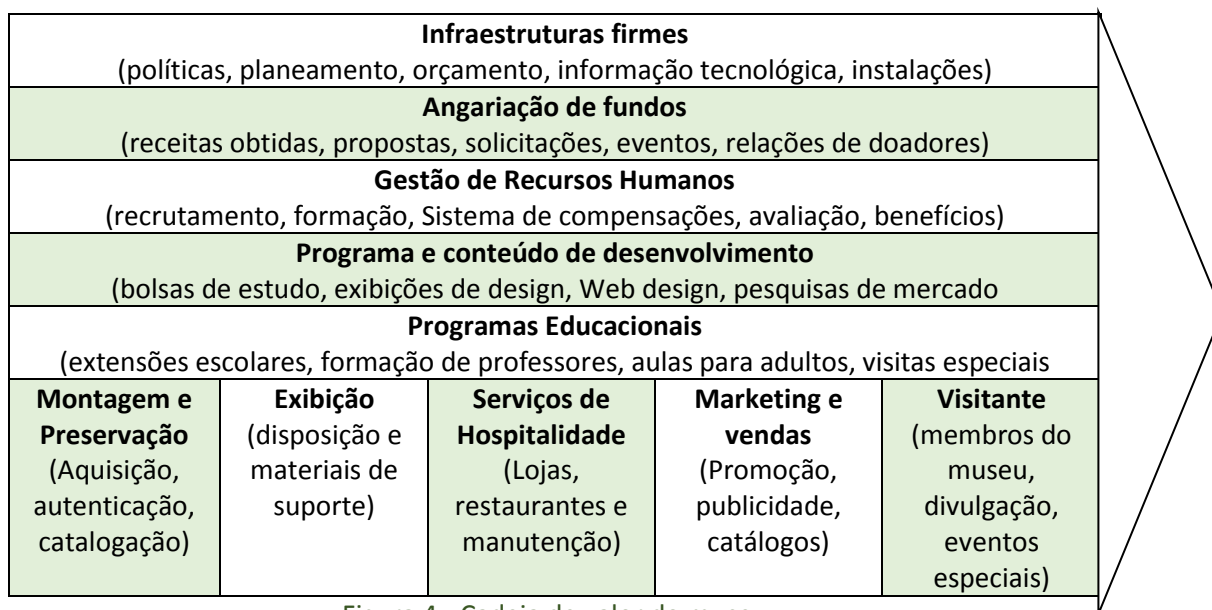 Infraestruturas firmes
(políticas, planeamento, orçamento, informação tecnológica, instalações)
Angariação de fundos
(receitas obtidas, propostas, solicitações, eventos, relações de doadores)
Gestão de Recursos Humanos
(recrutamento, formação, Sistema de compensações, avaliação, benefícios)
Programa e conteúdo de desenvolvimento
(bolsas de estudo, exibições de design, Web design, pesquisas de mercado
Programas Educacionais
(extensões escolares, formação de professores, aulas para adultos, visitas especiais
Montagem e
Preservação
(Aquisição,
autenticação,
catalogação)
Exibição
(disposição e
materiais de
suporte)
Serviços de
Hospitalidade
(Lojas,
restaurantes e
manutenção)
Marketing e
vendas
(Promoção,
publicidade,
catálogos)
Visitante
(membros do
museu,
divulgação,
eventos
especiais)